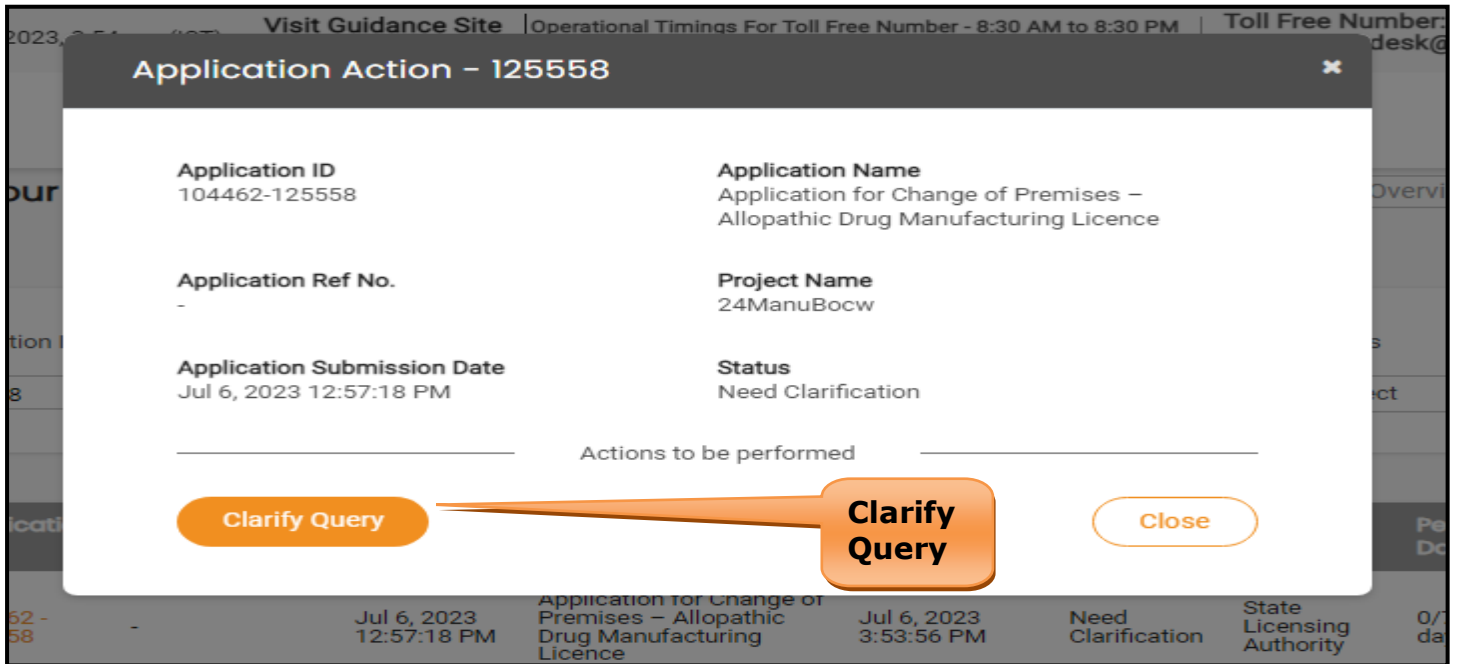 Visit Guidance Site
Operational Timings For Toll Free Number - 8:30 AM to 8:30 PM |
Toll Free Number:
2023,
desk@
Application Action – 125558
Application ID
104462-125558
Application Name
Application for Change of Premises –
Allopathic Drug Manufacturing Licence
Application Ref No.
-
Project Name
24ManuBocw
Application Submission Date
Jul 6, 2023 12:57:18 PM
Status
Need Clarification
Actions to be performed
Clarify Query
Clarify
Query
Close
Application for Change of
Premises – Allopathic
Drug Manufacturing
Licence
-
Jul 6, 2023
12:57:18 PM
Jul 6, 2023
3:53:56 PM
Need
Clarification
State
Licensing
Authority